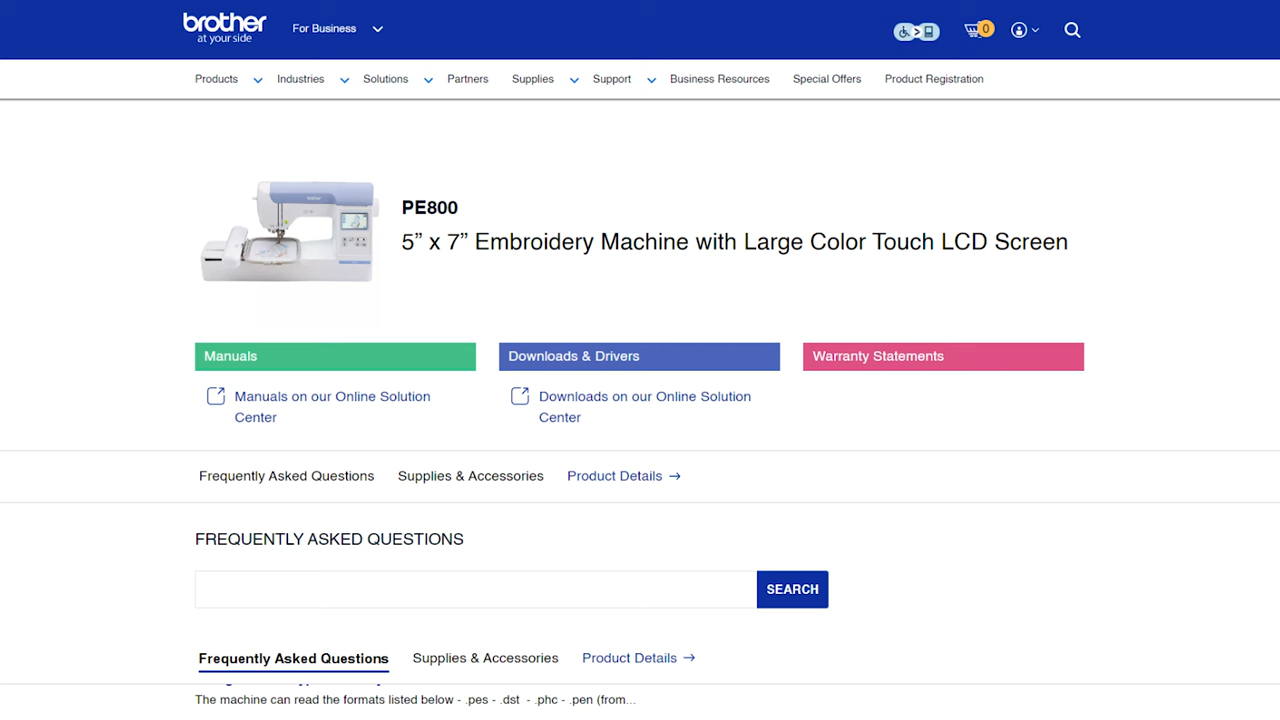 brother
at your side
For Business
0
Products Industries Solutions Partners Supplies Support Business Resources Special Offers Product Registration
PE800
5” x 7” Embroidery Machine with Large Color Touch LCD Screen
Manuals
Manuals on our Online Solution
Center
Downloads & Drivers
Downloads on our Online Solution
Center
Warranty Statements
Frequently Asked Questions Supplies & Accessories Product Details →
FREQUENTLY ASKED QUESTIONS
SEARCH
Frequently Asked Questions Supplies & Accessories Product Details →
The machine can read the formats listed below - .pes - .dst - .phc - .pen (from...